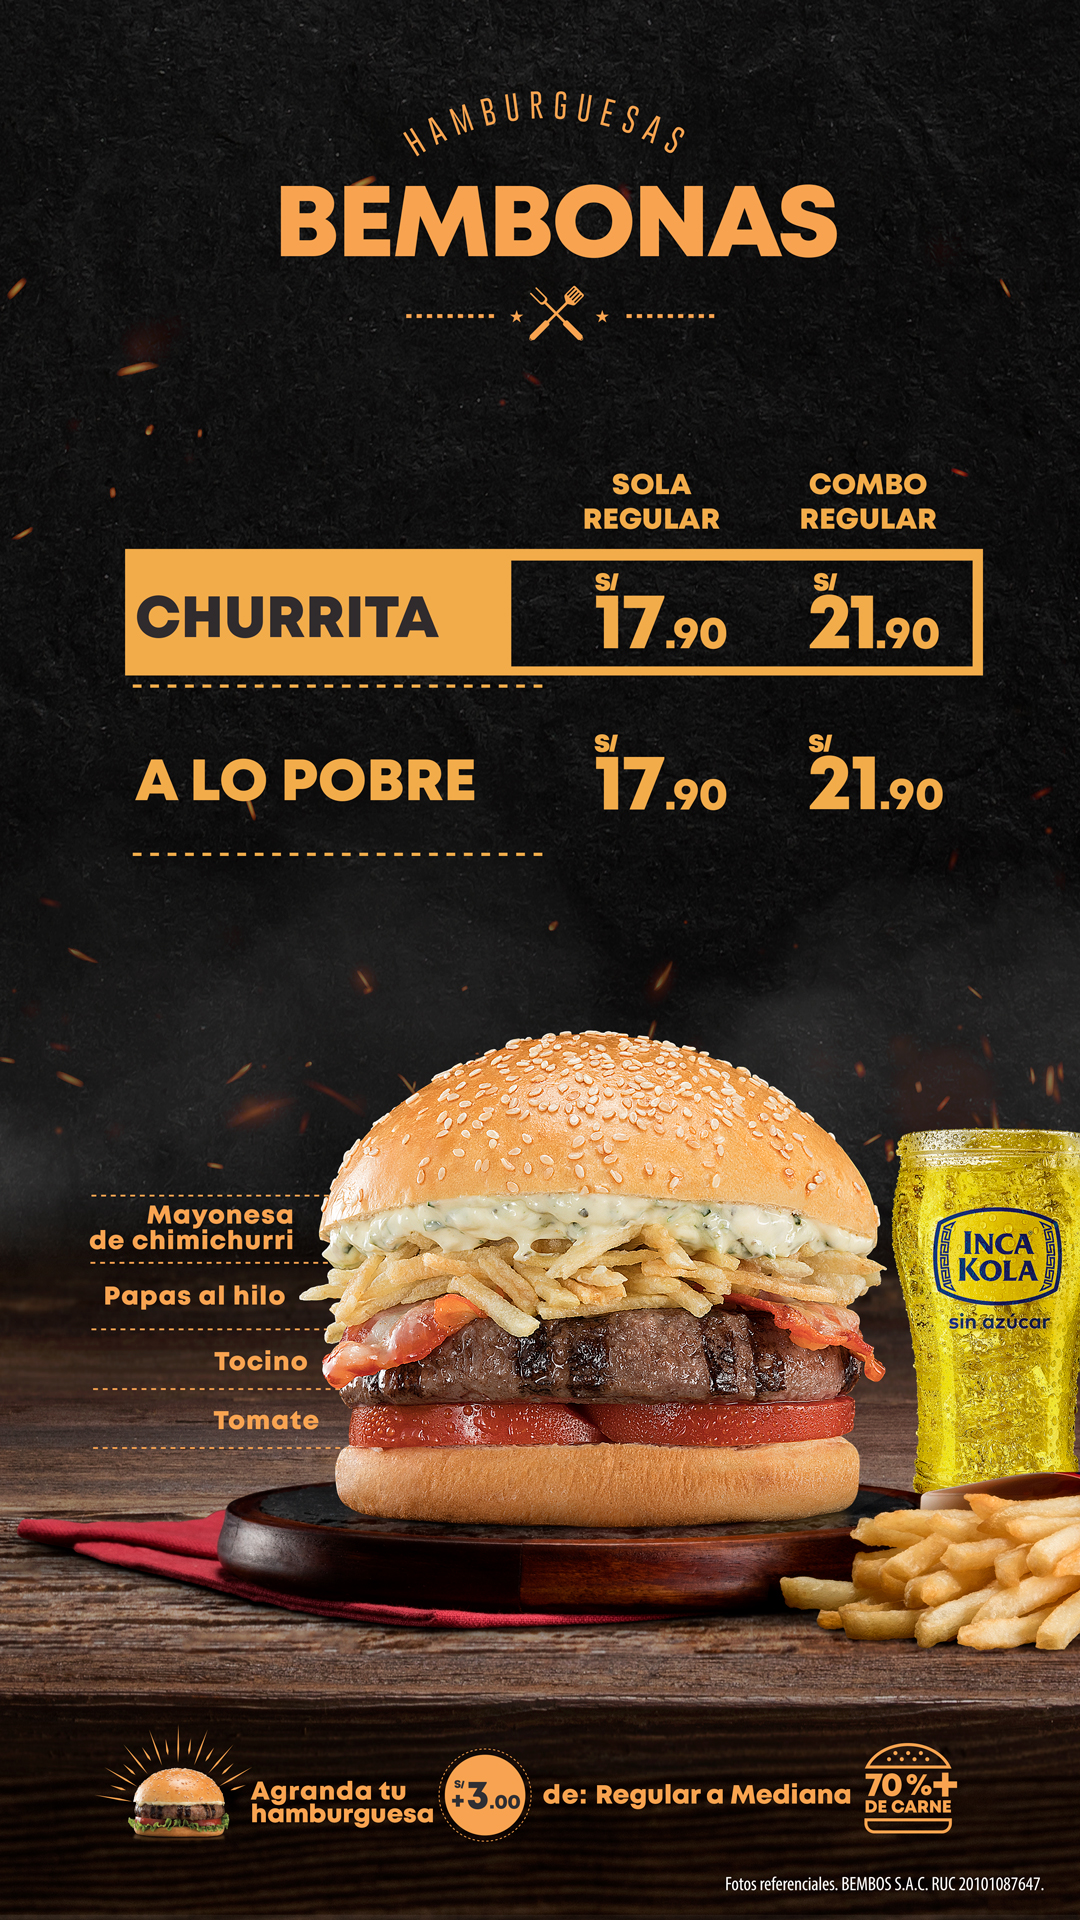 HAMBURGUESAS
BEMBONAS
SOLA REGULAR
COMBO REGULAR
CHURRITA
S/ 17.90
S/ 21.90
A LO POBRE
S/ 17.90
S/ 21.90
Mayonesa
de chimichurri
Papas al hilo
Tocino
Tomate
INCA
KOLA
sin azúcar
Agranda tu
hamburguesa
S/ +3.00
de: Regular a Mediana
70%+
DE CARNE
Fotos referenciales. BEMBOS S.A.C. RUC 20101087647.